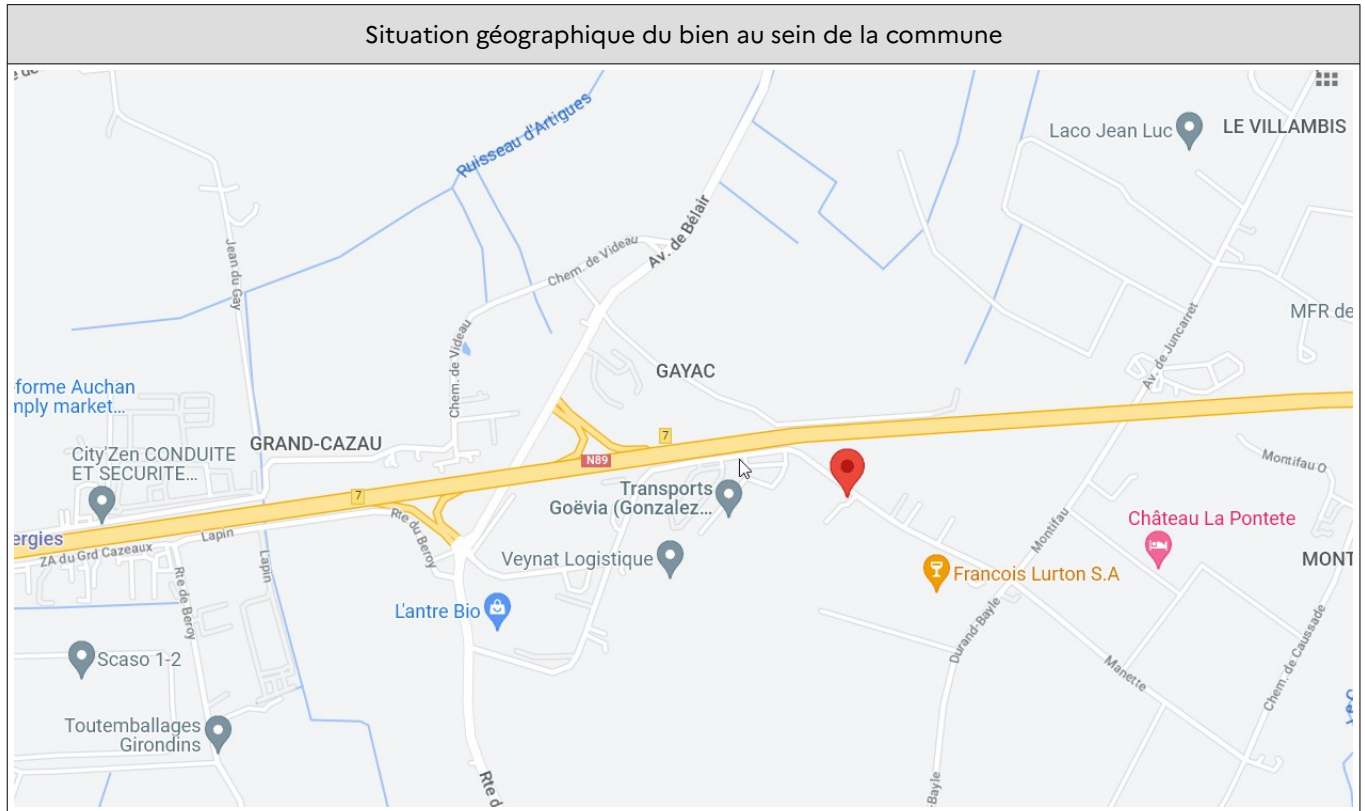 Situation géographique du bien au sein de la commune
Ruisseau d'Artigues
Laco Jean Luc
LE VILLAMBIS
Jean du Gay
Chem. de Videau
Av. de Bélair
MFR de
Av. de Juncarret
Chem. de Videau
GAYAC
forme Auchan
mply market...
GRAND-CAZAU
7
City'Zen CONDUITE
ET SECURITE...
N89
7
Montifau O
Transports
Goëvia (Gonzalez...
Château La Pontete
Rte du Beroy
Montifau
ergies
Lapin
ZA du Grd Cazeaux
Lapin
Veynat Logistique
MONT
Francois Lurton S.A
Rte de Beroy
L'antre Bio
Durand-Bayle
Chem. de Caussade
Scaso 1-2
Manette
Toutemballages
Girondins
Rte d
-Bayle